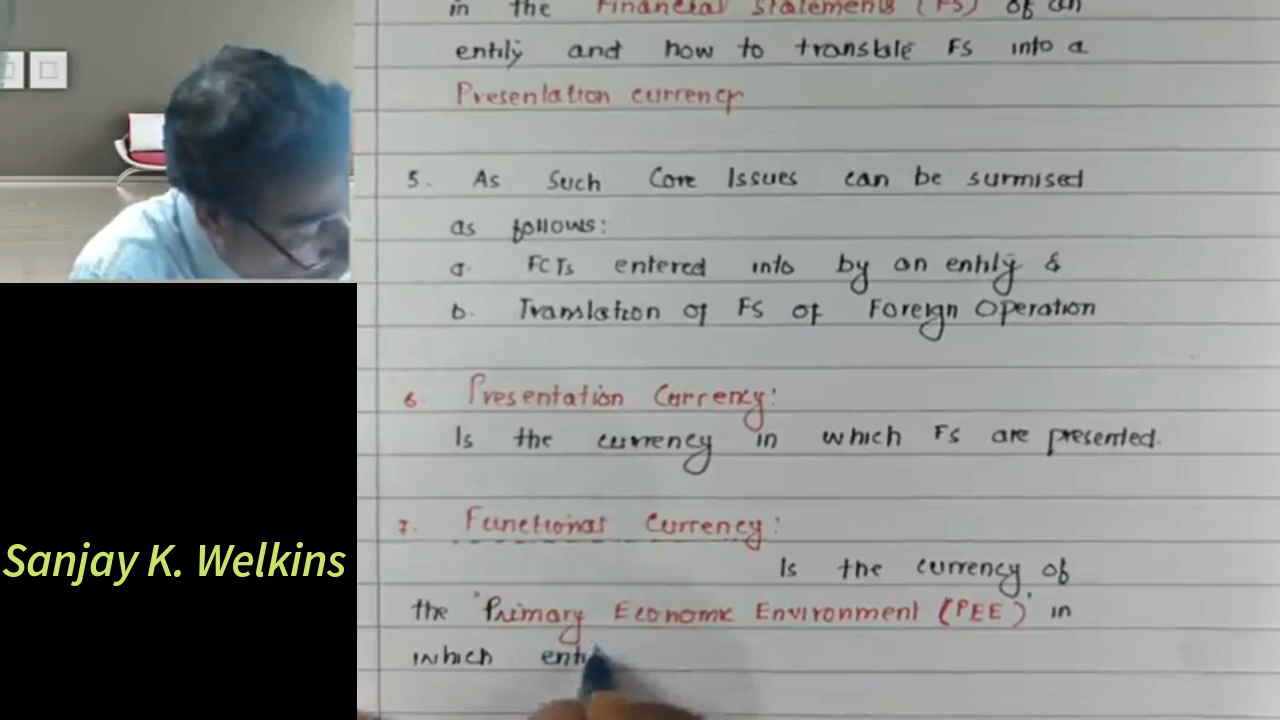 in the Financial Statements (FS) of an
entity and how to translate FS into a
Presentation currency
5. As Such Core Issues can be surmised
as follows:
a. FCTs entered into by an entity &
b. Translation of FS of Foreign Operation
6. Presentation Currency:
Is the currency in which FS are presented.
7. Functional Currency:
Is the currency of
the "Primary Economic Environment (PEE)" in
which enti
Sanjay K. Welkins